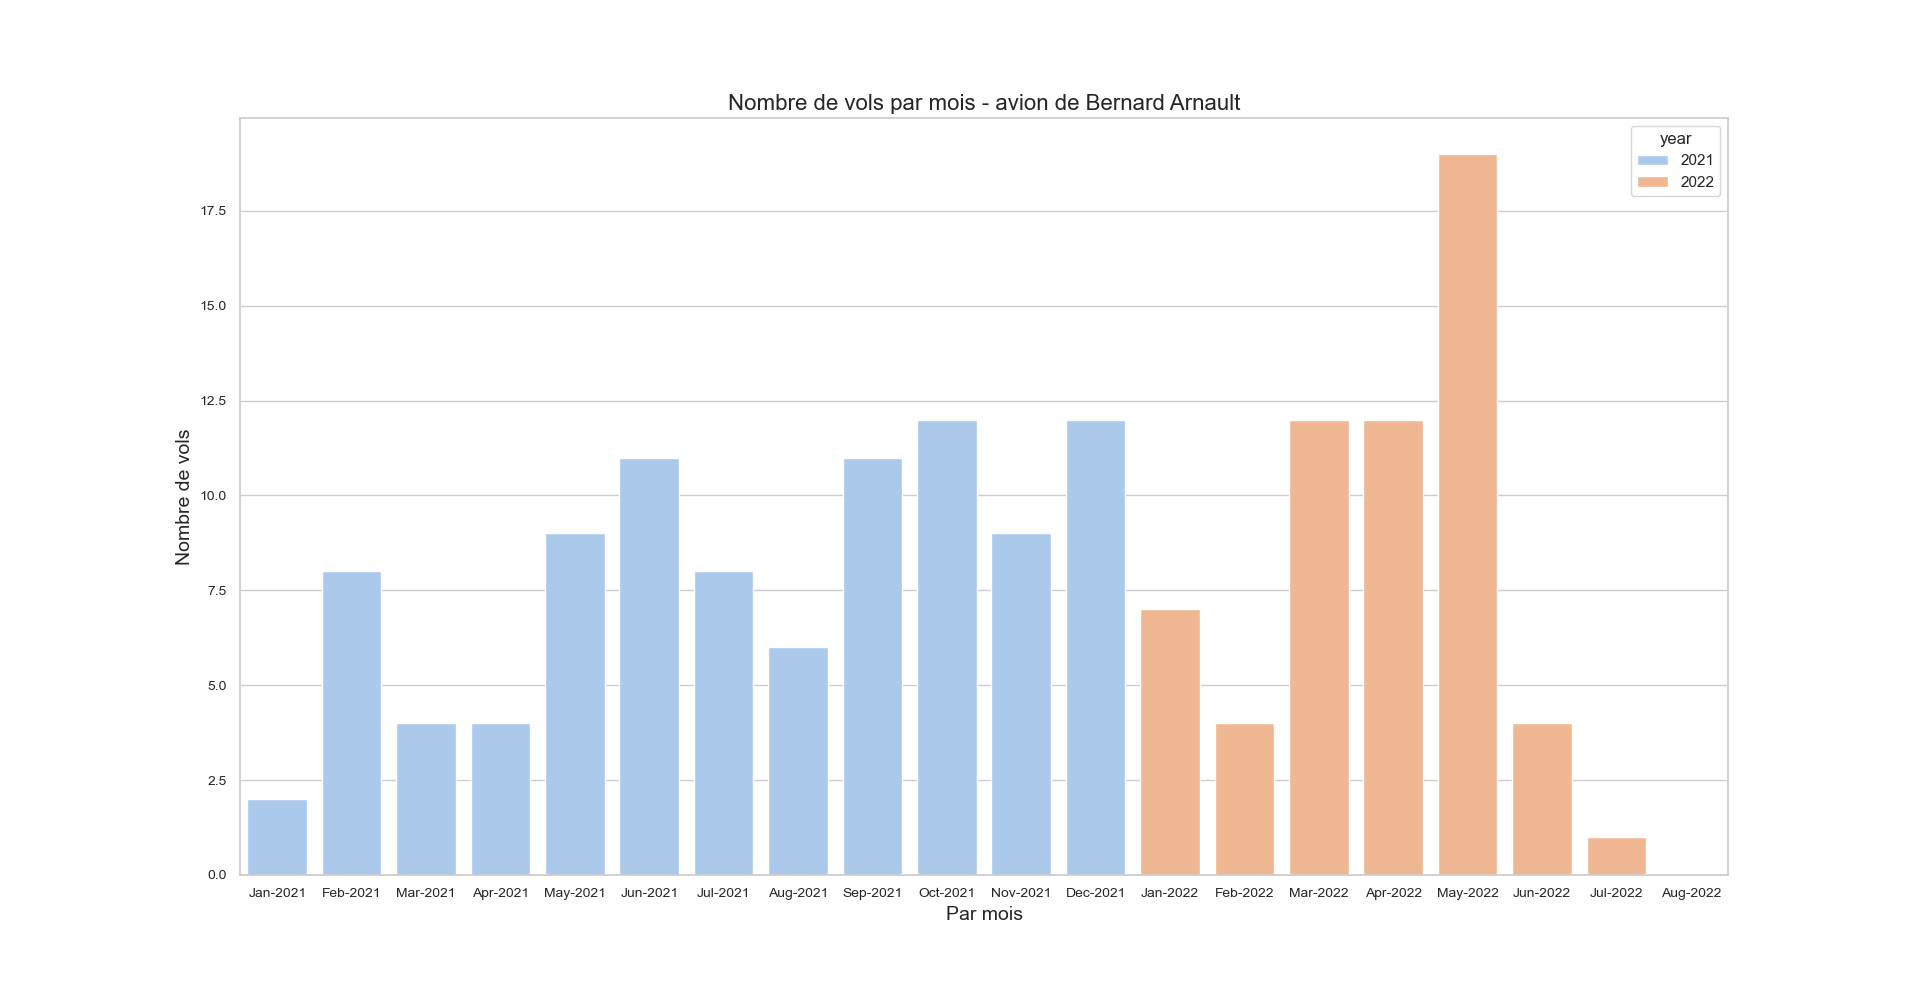 Nombre de vols par mois - avion de Bernard Arnault
year
2021
2022
Nombre de vols
17.5
15.0
12.5
10.0
7.5
5.0
2.5
0.0
Jan-2021 Feb-2021 Mar-2021 Apr-2021 May-2021 Jun-2021 Jul-2021 Aug-2021 Sep-2021 Oct-2021 Nov-2021 Dec-2021 Jan-2022 Feb-2022 Mar-2022 Apr-2022 May-2022 Jun-2022 Jul-2022 Aug-2022
Par mois